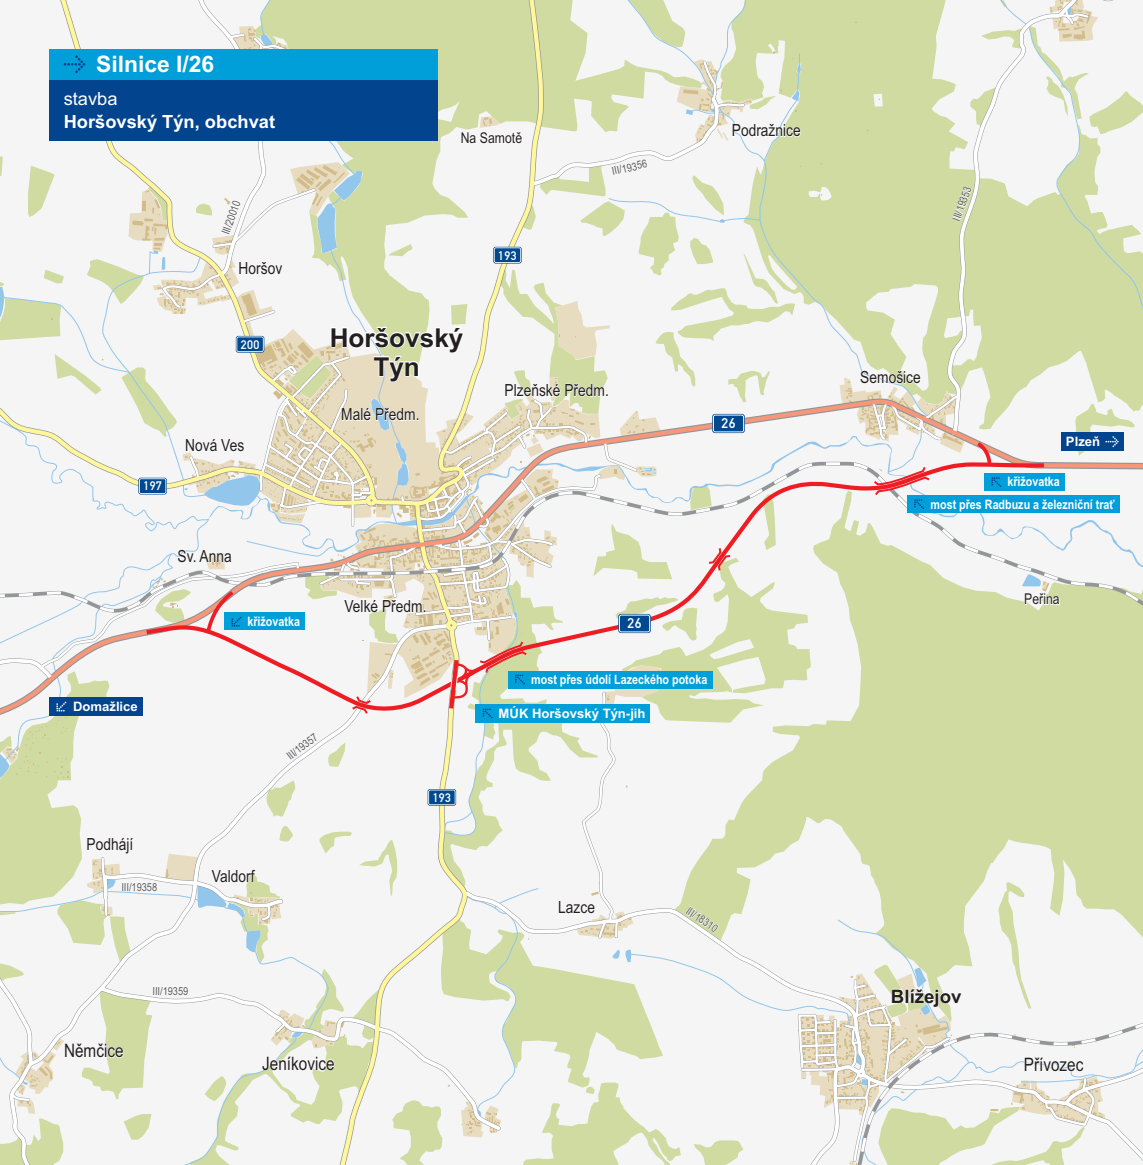 Silnice I/26
stavba
Horšovský Týn, obchvat
Na Samotě
Podražnice
III/19356
III/19353
III/20010
193
Horšov
200
Horšovský
Týn
Semošice
Plzeňské Předm.
Malé Předm.
26
Plzeň
Nová Ves
197
křižovatka
most přes Radbuzu a železniční trať
Sv. Anna
Velké Předm.
Peřina
křižovatka
26
most přes údolí Lazeckého potoka
Domažlice
MÚK Horšovský Týn-jih
III/19357
193
Podhájí
III/19358
Valdorf
Lazce
III/18310
III/19359
Blížejov
Němčice
Jeníkovice
Přívozec